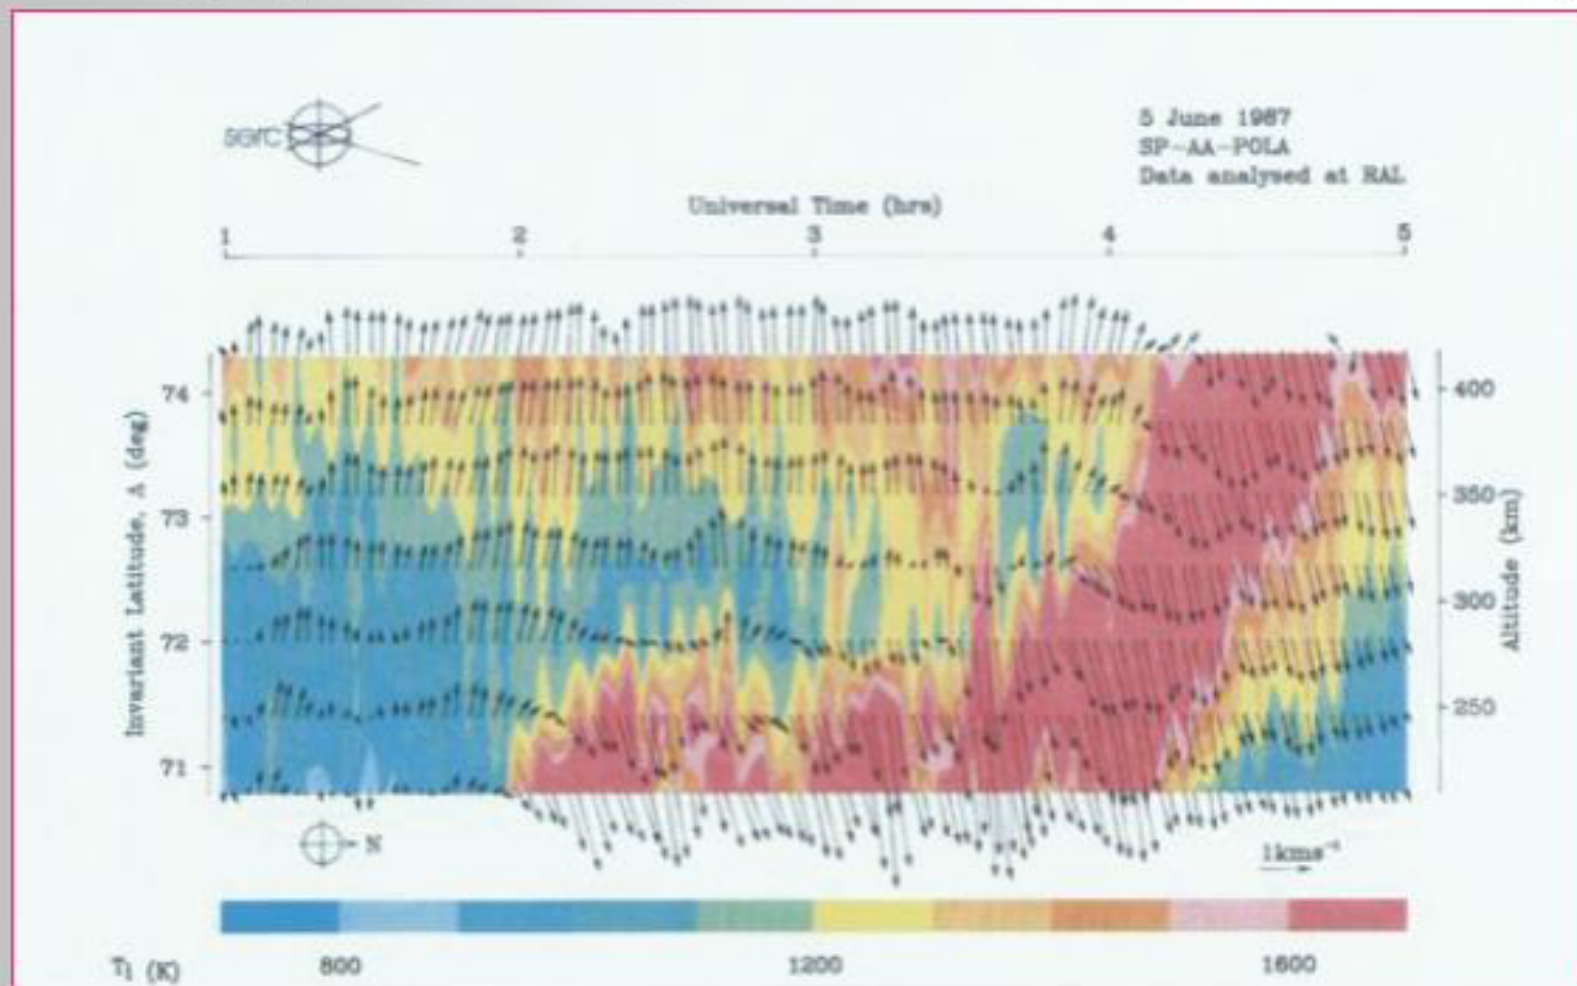 serc
5 June 1987
SP-AA-POLA
Data analysed at RAL
Universal Time (hrs)
1 2 3 4 5
Invariant Latitude, Λ (deg)
74
73
72
71
400
350
300
250
Altitude (km)
N
1kms⁻¹
Ti (K) 800 1200 1600